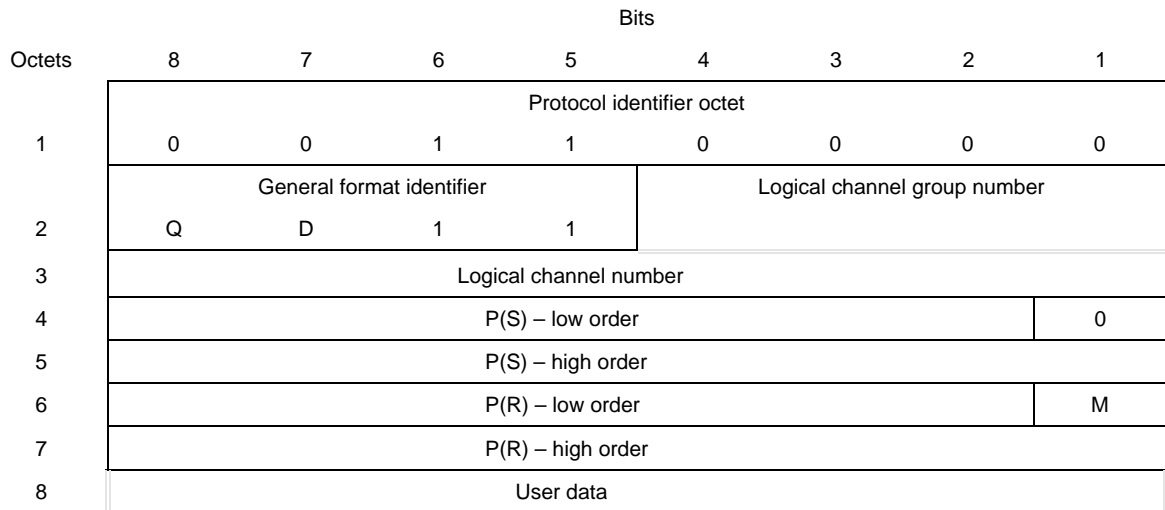 Bits
Octets 8 7 6 5 4 3 2 1
Protocol identifier octet
1 0 0 1 1 0 0 0 0
General format identifier Logical channel group number
2 Q D 1 1
3 Logical channel number
4 P(S) – low order 0
5 P(S) – high order
6 P(R) – low order M
7 P(R) – high order
8 User data